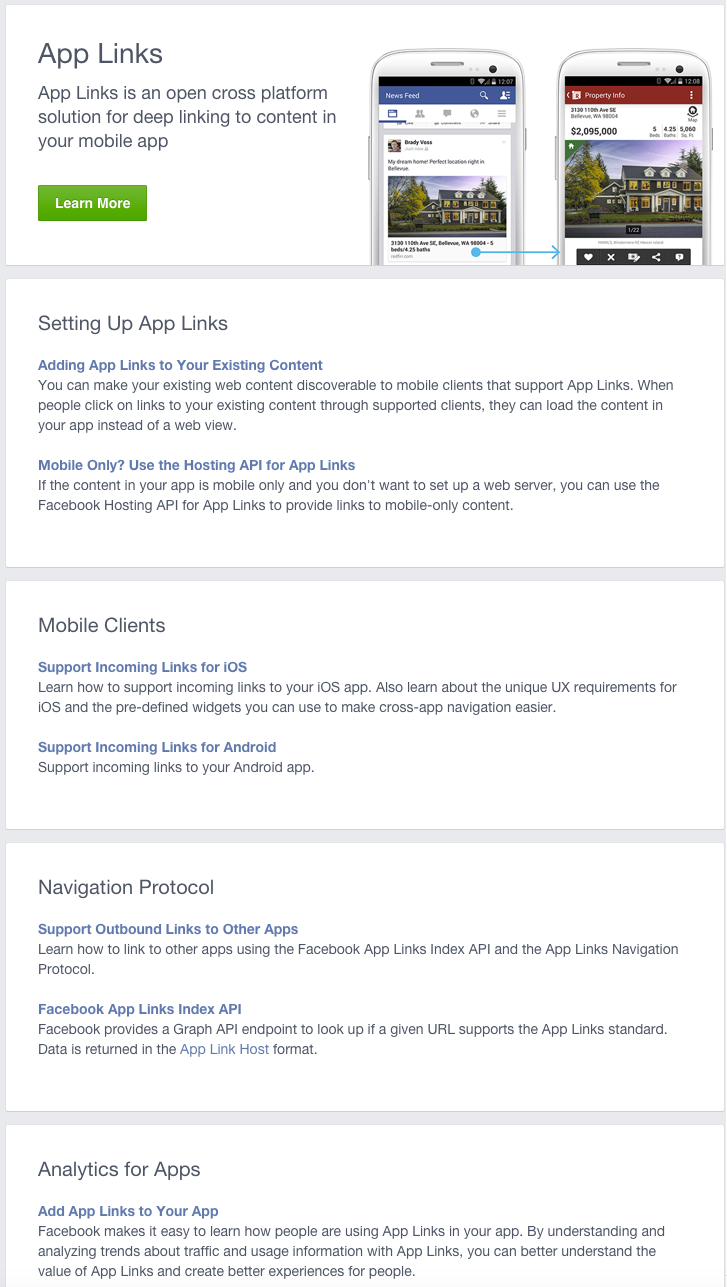 App Links
App Links is an open cross platform
solution for deep linking to content in
your mobile app
Learn More
12:07
News Feed
Brady Voss
Just now
My dream home! Perfect location right in
Bellevue.
3130 110th Ave SE, Bellevue, WA 98004 - 5
beds/4.25 baths
redfin.com
12:08
Property Info
3130 110th Ave SE
Bellevue, WA 98004
Map
$2,095,000
5 4.25 5,060
Beds Baths Sq. Ft.
1/22
Setting Up App Links
Adding App Links to Your Existing Content
You can make your existing web content discoverable to mobile clients that support App Links. When
people click on links to your existing content through supported clients, they can load the content in
your app instead of a web view.
Mobile Only? Use the Hosting API for App Links
If the content in your app is mobile only and you don't want to set up a web server, you can use the
Facebook Hosting API for App Links to provide links to mobile-only content.
Mobile Clients
Support Incoming Links for iOS
Learn how to support incoming links to your iOS app. Also learn about the unique UX requirements for
iOS and the pre-defined widgets you can use to make cross-app navigation easier.
Support Incoming Links for Android
Support incoming links to your Android app.
Navigation Protocol
Support Outbound Links to Other Apps
Learn how to link to other apps using the Facebook App Links Index API and the App Links Navigation
Protocol.
Facebook App Links Index API
Facebook provides a Graph API endpoint to look up if a given URL supports the App Links standard.
Data is returned in the App Link Host format.
Analytics for Apps
Add App Links to Your App
Facebook makes it easy to learn how people are using App Links in your app. By understanding and
analyzing trends about traffic and usage information with App Links, you can better understand the
value of App Links and create better experiences for people.